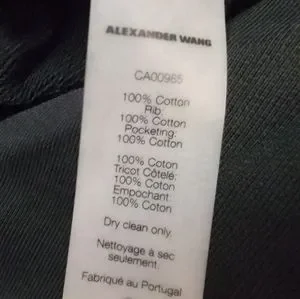 ALEXANDER WANG
CA00985
100% Cotton
Rib:
100% Cotton
Pocketing:
100% Cotton
100% Coton
Tricot Côtelé:
100% Coton
Empochant:
100% Coton
Dry clean only.
Nettoyage à sec
seulement.
Fabriqué au Portugal